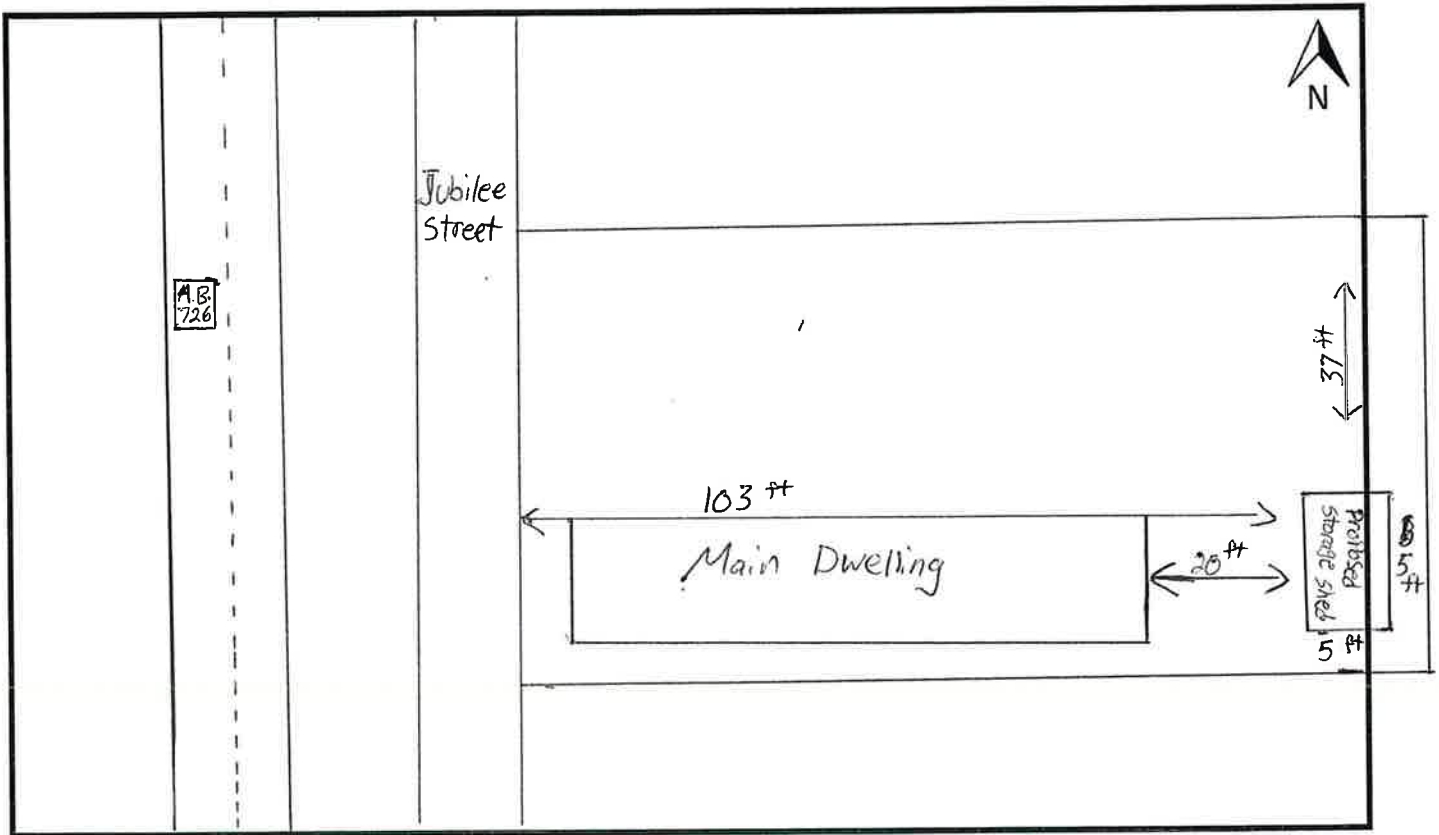 N
Jubilee
Street
A.B.
726
37 ft
103 ft
Main Dwelling
20 ft
Proposed
Storage Shed
5 ft
5 ft